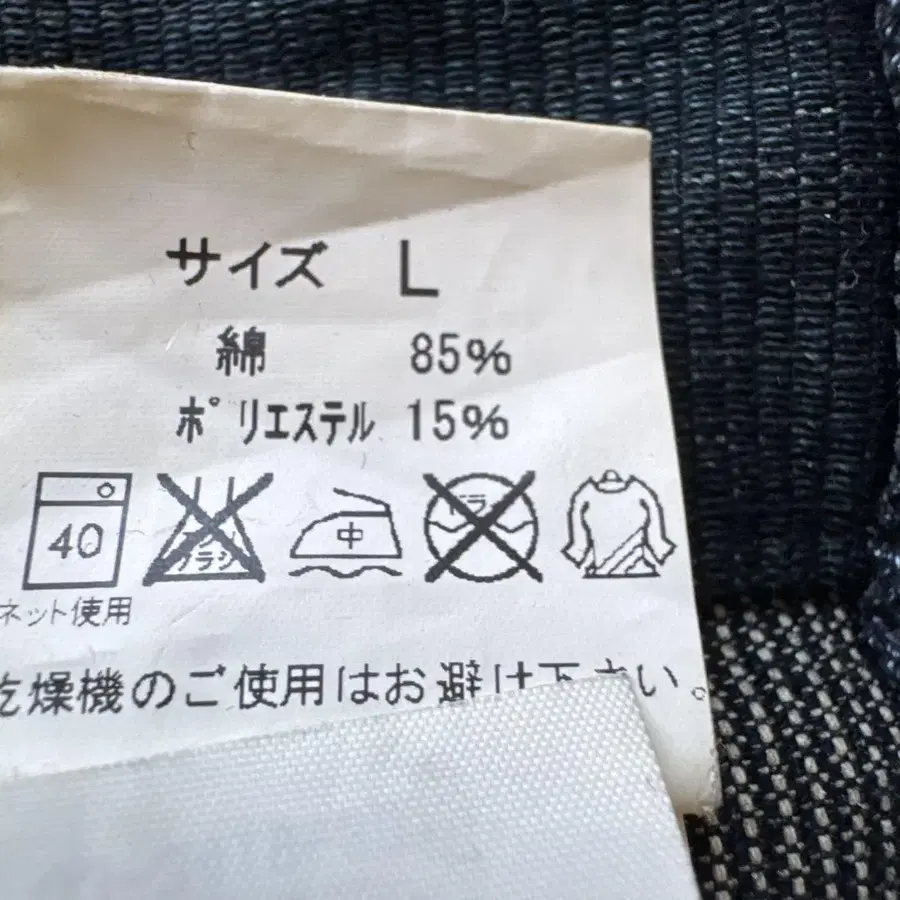 サイズ L
綿 85%
ポリエステル 15%
40 中
ネット使用
乾燥機のご使用はお避け下さい。